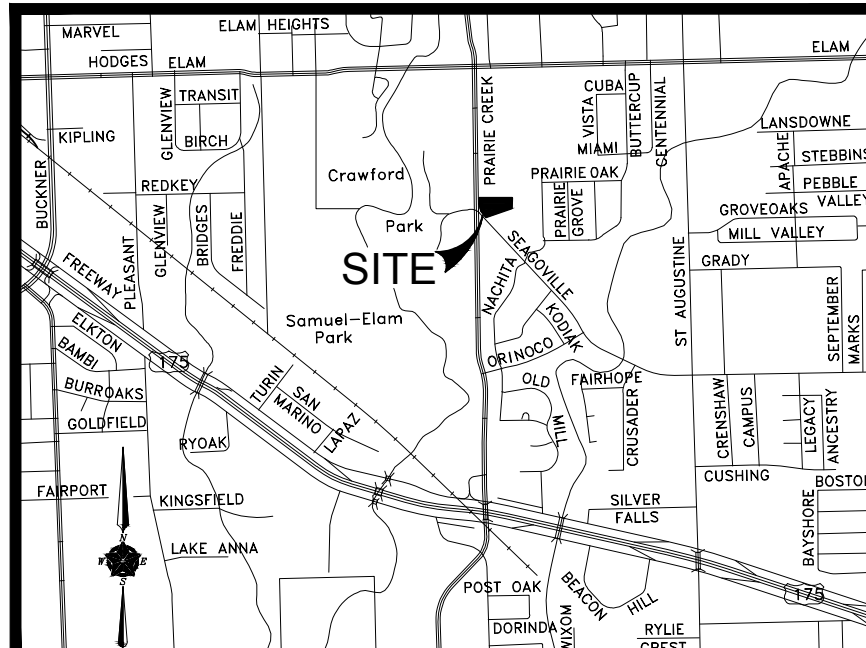 MARVEL
ELAM HEIGHTS
HODGES
ELAM
ELAM
TRANSIT
GLENVIEW
BIRCH
KIPLING
BUCKNER
REDKEY
PLEASANT
GLENVIEW
BRIDGES
FREDDIE
FREEWAY
Crawford
Park
PRAIRIE CREEK
CUBA
VISTA
MIAMI
BUTTERCUP
CENTENNIAL
PRAIRIE OAK
PRAIRIE
GROVE
LANSDOWNE
APACHE
STEBBINS
PEBBLE
VALLEY
GROVEOAKS
MILL VALLEY
GRADY
SITE
SEAGOVILLE
NACHITA
KODIAK
ORINOCO
ST AUGUSTINE
SEPTEMBER
MARKS
Samuel-Elam
Park
ELKTON
BAMBI
175
BURROAKS
GOLDFIELD
TURIN
SAN
MARINO
LAPAZ
RYOAK
OLD
MILL
FAIRHOPE
CRUSADER
CRENSHAW
CAMPUS
LEGACY
ANCESTRY
CUSHING
BOSTON
BAYSHORE
FAIRPORT
KINGSFIELD
LAKE ANNA
SILVER
FALLS
N
W
E
S
POST OAK
BEACON
HILL
175
DORINDA
WIXOM
RYLIE
CREST